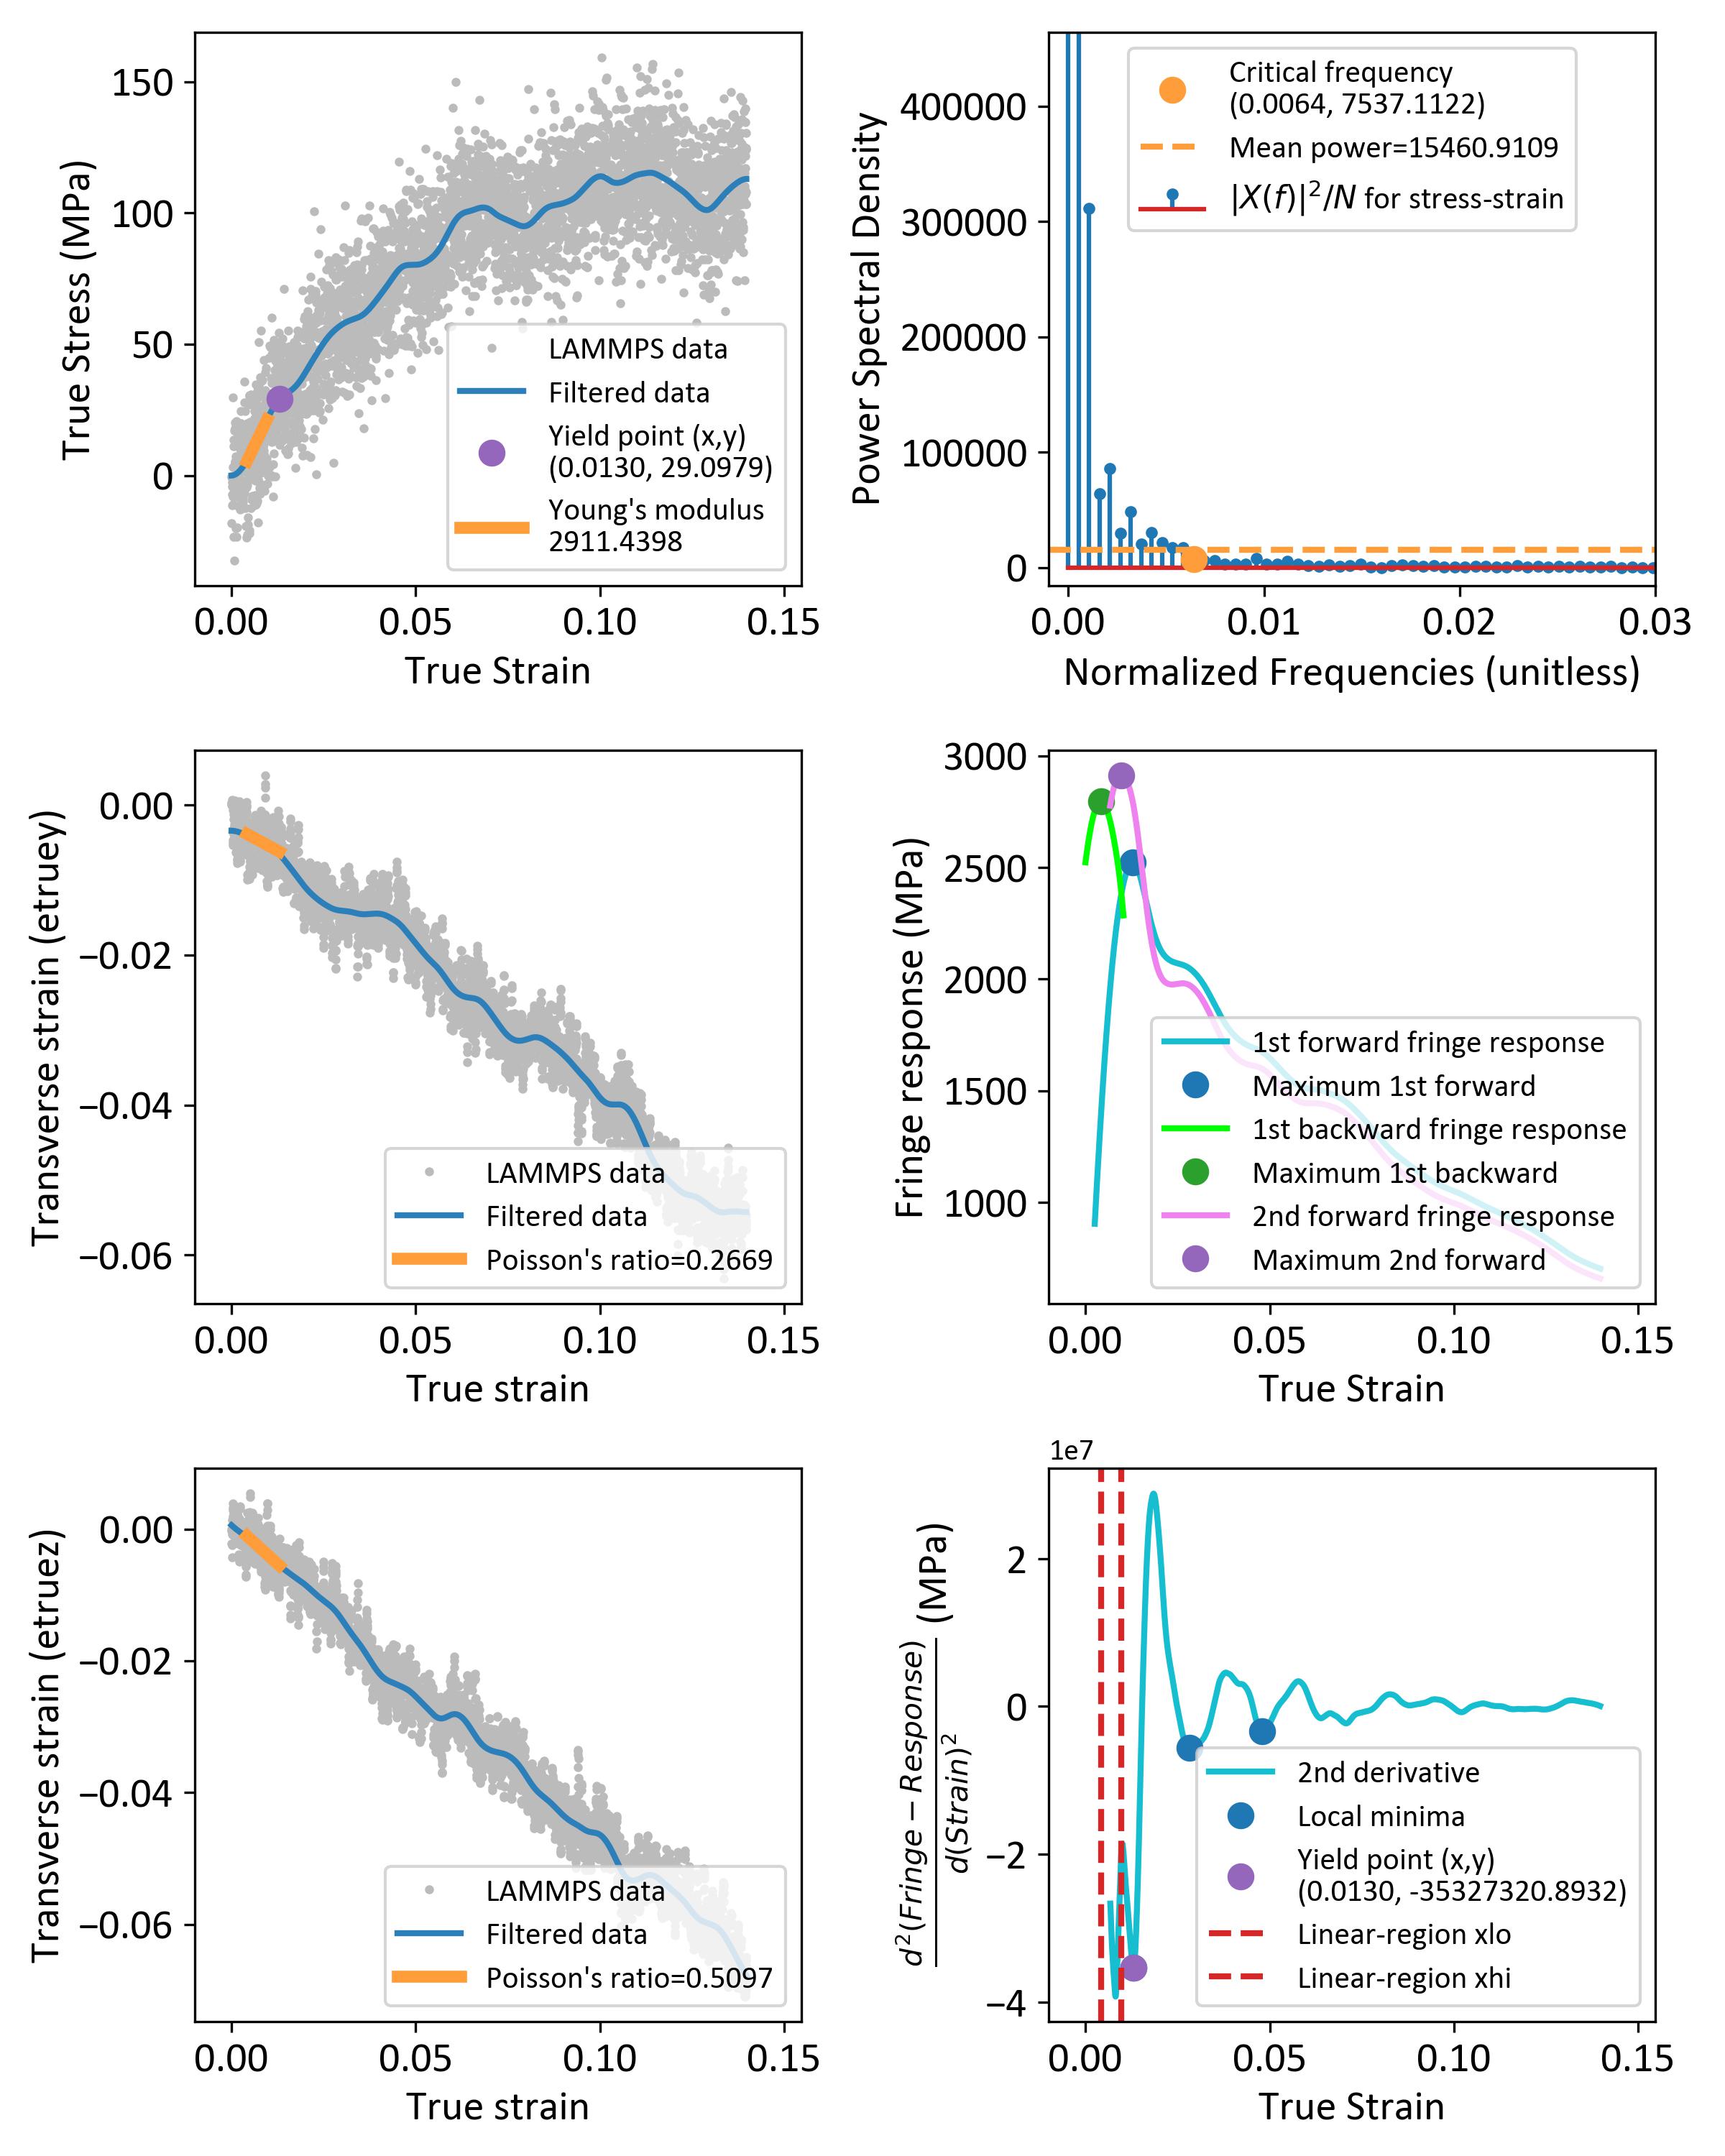 150
100
50
0
True Stress (MPa)
LAMMPS data
Filtered data
Yield point (x,y)
(0.0130, 29.0979)
Young's modulus
2911.4398
0.00 0.05 0.10 0.15
True Strain
400000
300000
200000
100000
0
Power Spectral Density
Critical frequency
(0.0064, 7537.1122)
Mean power=15460.9109
|X(f)|²/N for stress-strain
0.00 0.01 0.02 0.03
Normalized Frequencies (unitless)
0.00
−0.02
−0.04
−0.06
Transverse strain (etruey)
LAMMPS data
Filtered data
Poisson's ratio=0.2669
0.00 0.05 0.10 0.15
True strain
3000
2500
2000
1500
1000
Fringe response (MPa)
1st forward fringe response
Maximum 1st forward
1st backward fringe response
Maximum 1st backward
2nd forward fringe response
Maximum 2nd forward
0.00 0.05 0.10 0.15
True Strain
0.00
−0.02
−0.04
−0.06
Transverse strain (etruez)
LAMMPS data
Filtered data
Poisson's ratio=0.5097
0.00 0.05 0.10 0.15
True strain
1e7
2
0
−2
−4
d²(Fringe − Response)
d(Strain)²
(MPa)
2nd derivative
Local minima
Yield point (x,y)
(0.0130, -35327320.8932)
Linear-region xlo
Linear-region xhi
0.00 0.05 0.10 0.15
True Strain